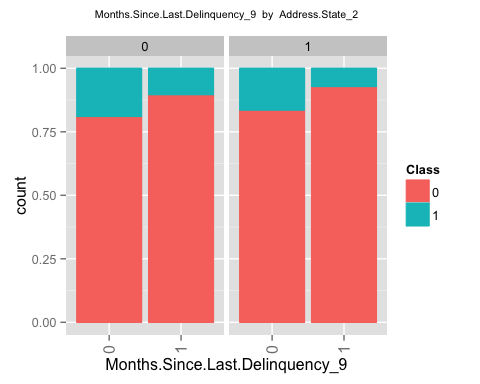 Months.Since.Last.Delinquency_9 by Address.State_2
0 1
1.00
0.75
0.50
0.25
0.00
count
0 1 0 1
Months.Since.Last.Delinquency_9
Class
0
1